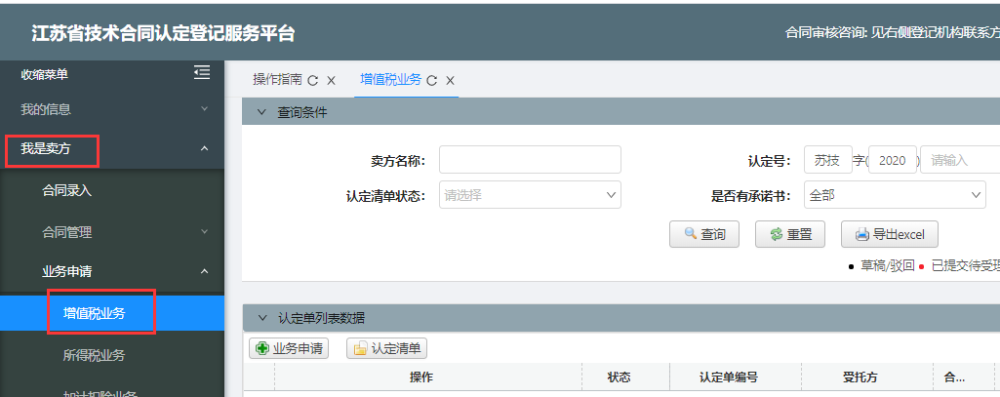 江苏省技术合同认定登记服务平台
合同审核咨询: 见右侧登记机构联系方
收缩菜单
我的信息
我是卖方
合同录入
合同管理
业务申请
增值税业务
所得税业务
加计扣除业务
操作指南
增值税业务
查询条件
卖方名称:
认定号: 苏技 字( 2020 ) 请输入
认定清单状态: 请选择
是否有承诺书: 全部
查询 重置 导出excel
草稿/驳回 已提交待受理
认定单列表数据
业务申请 认定清单
操作 状态 认定单编号 受托方 合...